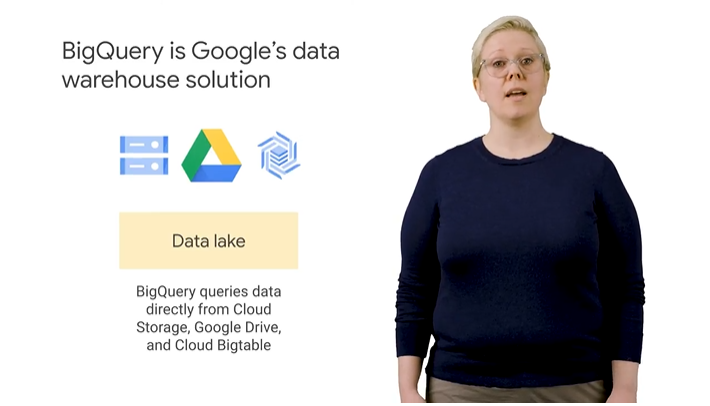 BigQuery is Google's data
warehouse solution
Data lake
BigQuery queries data
directly from Cloud
Storage, Google Drive,
and Cloud Bigtable